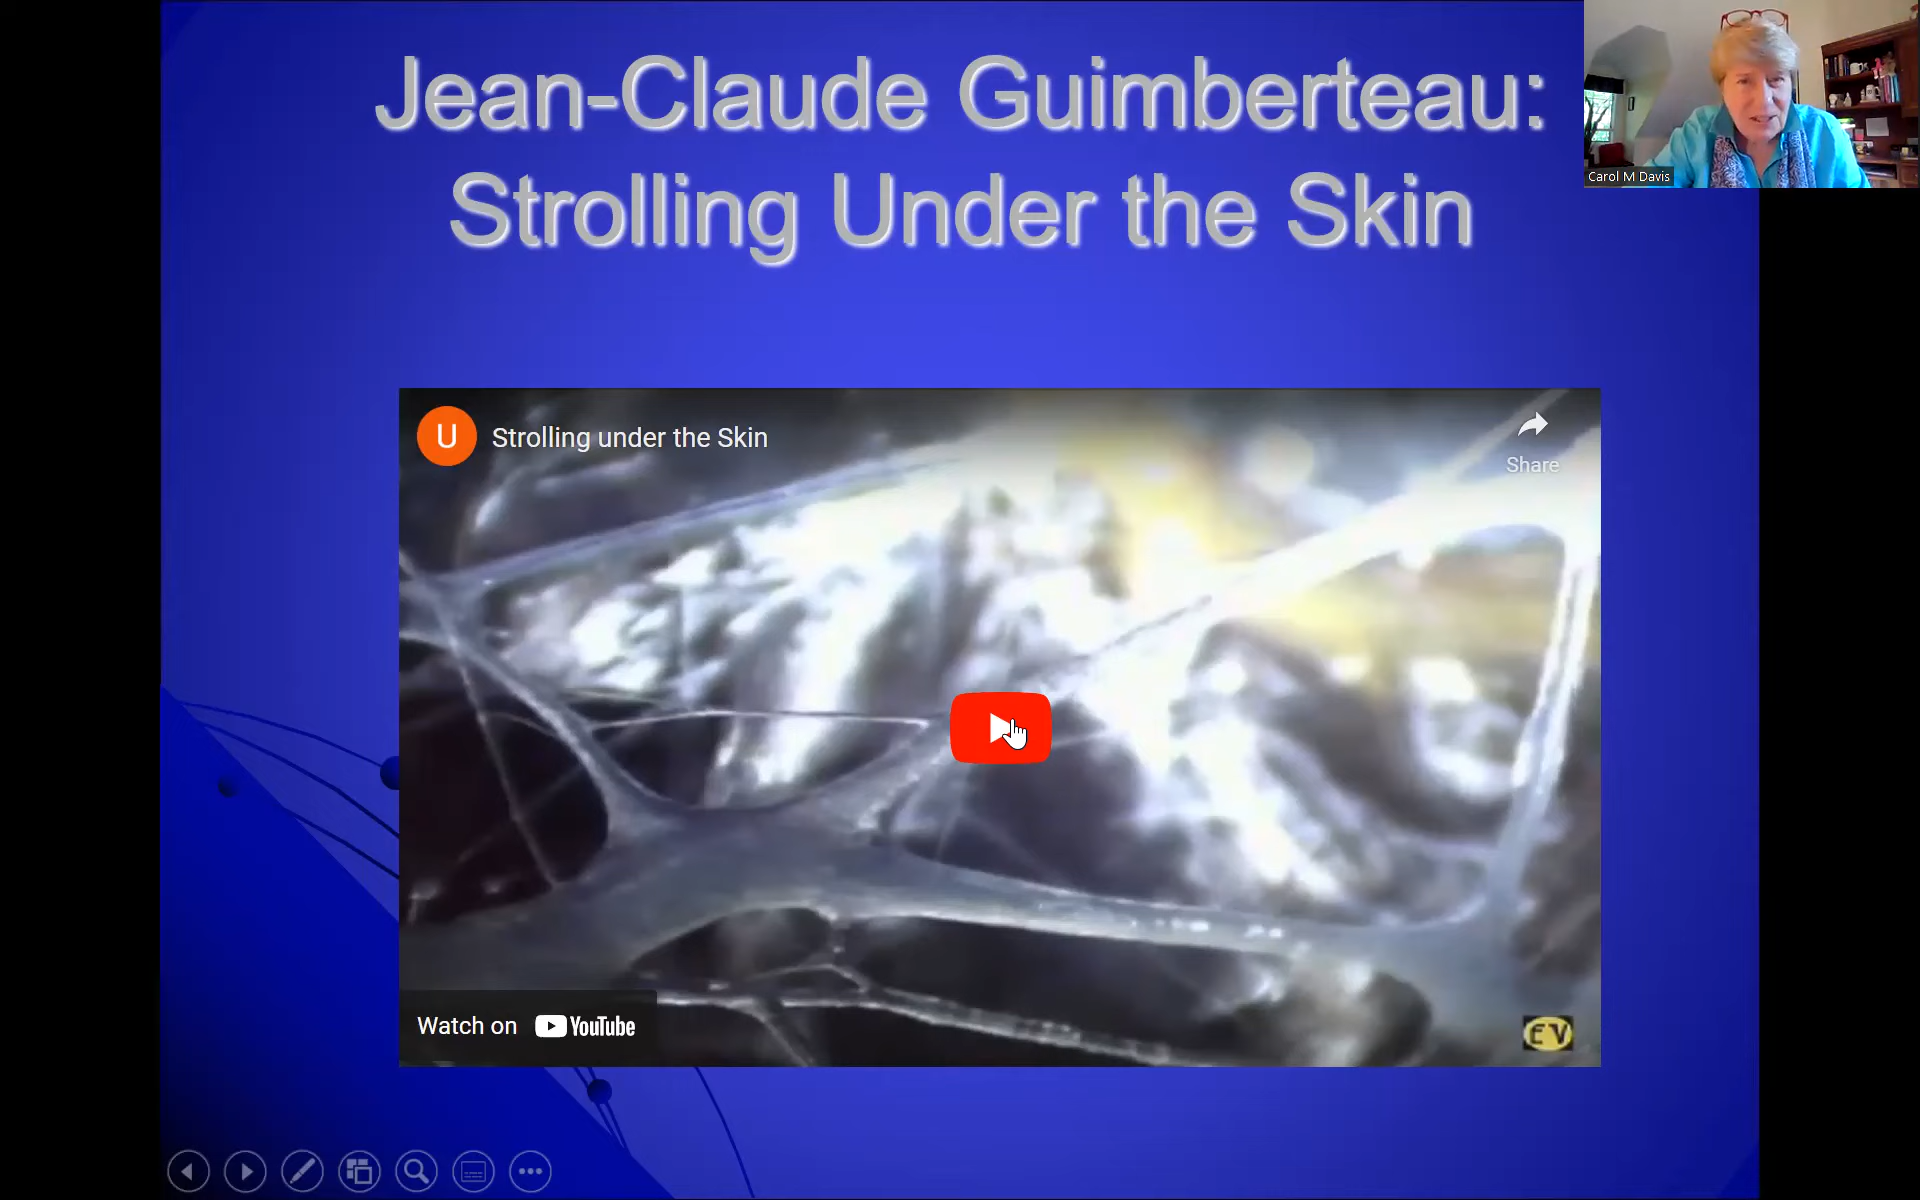 Jean-Claude Guimberteau:
Strolling Under the Skin
Carol M Davis
U
Strolling under the Skin
Share
Watch on YouTube
EV